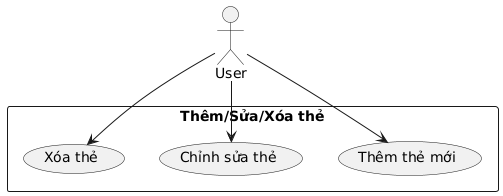 User
Thêm/Sửa/Xóa thẻ
Xóa thẻ
Chỉnh sửa thẻ
Thêm thẻ mới